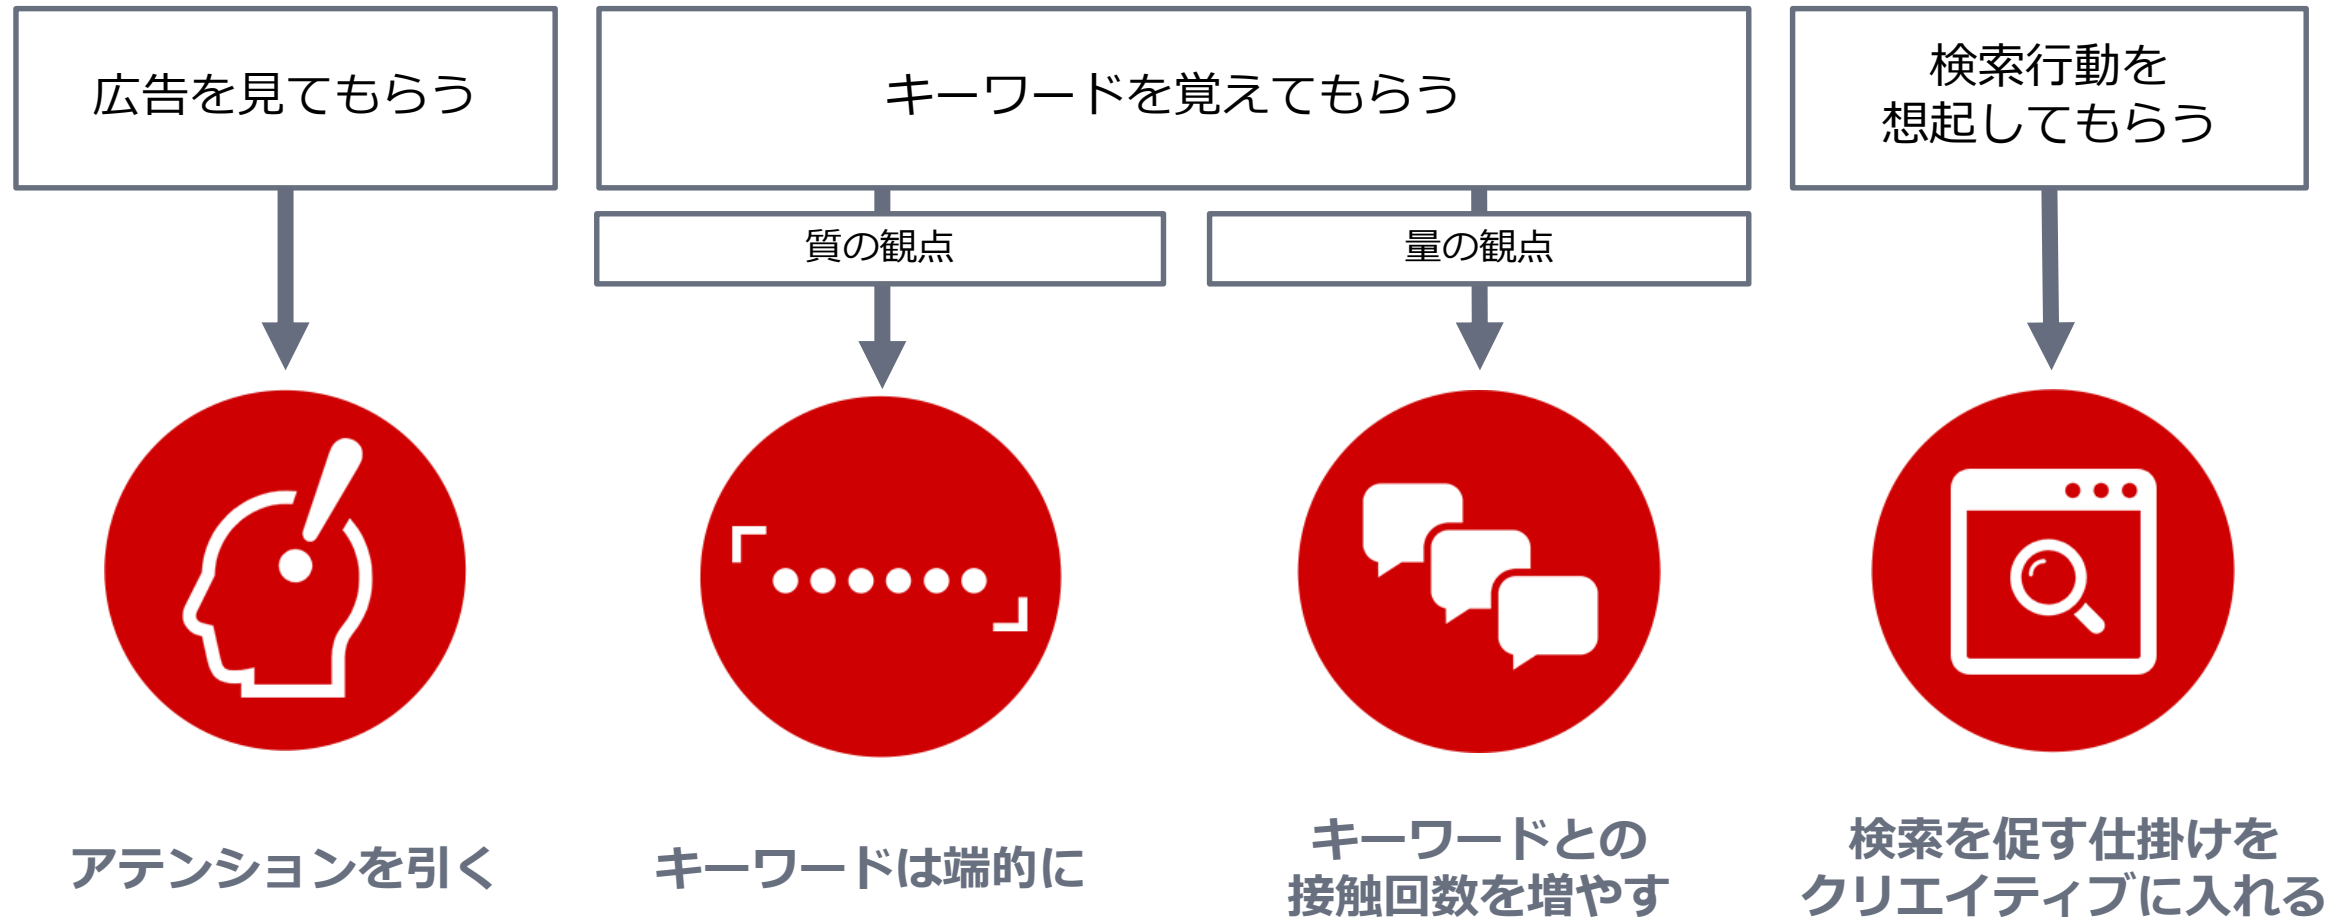 広告を見てもらう
キーワードを覚えてもらう
検索行動を
想起してもらう
質の観点
量の観点
アテンションを引く
キーワードは端的に
キーワードとの
接触回数を増やす
検索を促す仕掛けを
クリエイティブに入れる